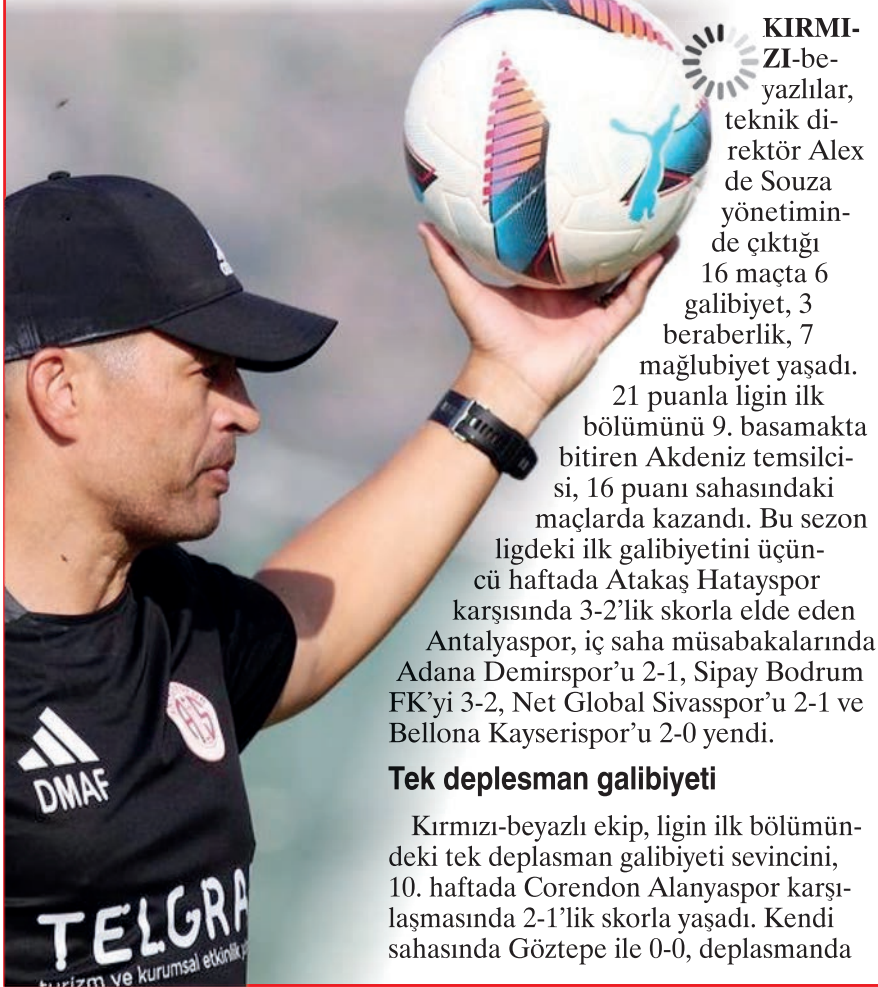 KIRMI-
ZI-be-
yazlılar,
teknik di-
rektör Alex
de Souza
yönetimin-
de çıktığı
16 maçta 6
galibiyet, 3
beraberlik, 7
mağlubiyet yaşadı.
21 puanla ligin ilk
bölümünü 9. basamakta
bitiren Akdeniz temsilci-
si, 16 puanı sahasındaki
maçlarda kazandı. Bu sezon
ligdeki ilk galibiyetini üçün-
cü haftada Atakaş Hatayspor
karşısında 3-2’lik skorla elde eden
Antalyaspor, iç saha müsabakalarında
Adana Demirspor’u 2-1, Sipay Bodrum
FK’yi 3-2, Net Global Sivasspor’u 2-1 ve
Bellona Kayserispor’u 2-0 yendi.
Tek deplesman galibiyeti
Kırmızı-beyazlı ekip, ligin ilk bölümün-
deki tek deplasman galibiyeti sevincini,
10. haftada Corendon Alanyaspor karşı-
laşmasında 2-1’lik skorla yaşadı. Kendi
sahasında Göztepe ile 0-0, deplasmanda
DMAF
TELGRA
turizm ve kurumsal etkinlik